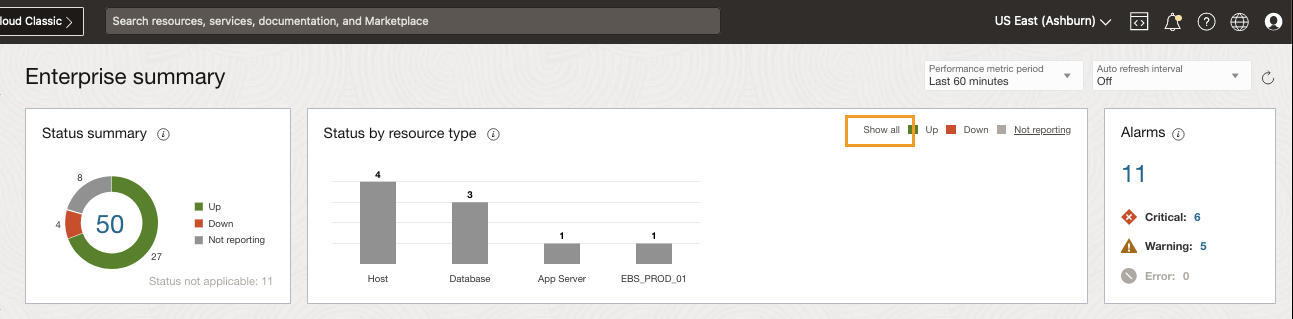 loud Classic
Search resources, services, documentation, and Marketplace
US East (Ashburn)
Enterprise summary
Performance metric period
Last 60 minutes
Auto refresh interval
Off
Status summary
8
4
50
27
Up
Down
Not reporting
Status not applicable: 11
Status by resource type
Show all Up Down Not reporting
4
3
1
1
Host Database App Server EBS_PROD_01
Alarms
11
Critical: 6
Warning: 5
Error: 0